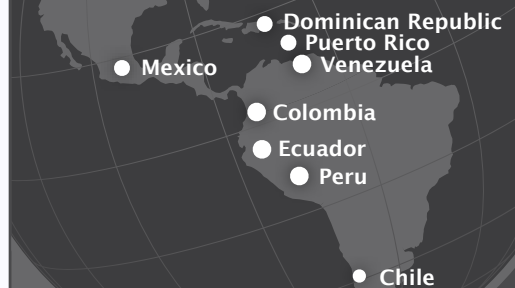 Dominican Republic
Puerto Rico
Venezuela
Mexico
Colombia
Ecuador
Peru
Chile